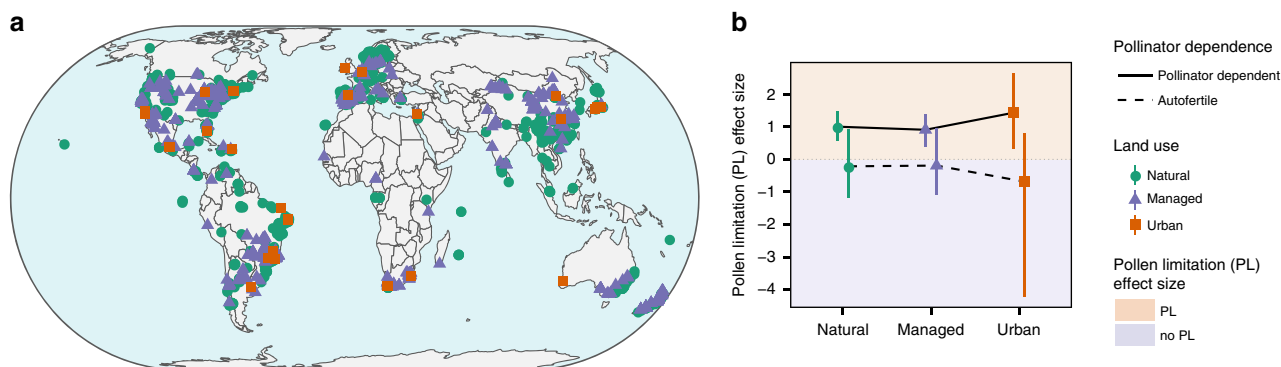 a
b
Pollen limitation (PL) effect size
2
1
0
−1
−2
−3
−4
Natural
Managed
Urban
Pollinator dependence
Pollinator dependent
Autofertile
Land use
Natural
Managed
Urban
Pollen limitation (PL)
effect size
PL
no PL